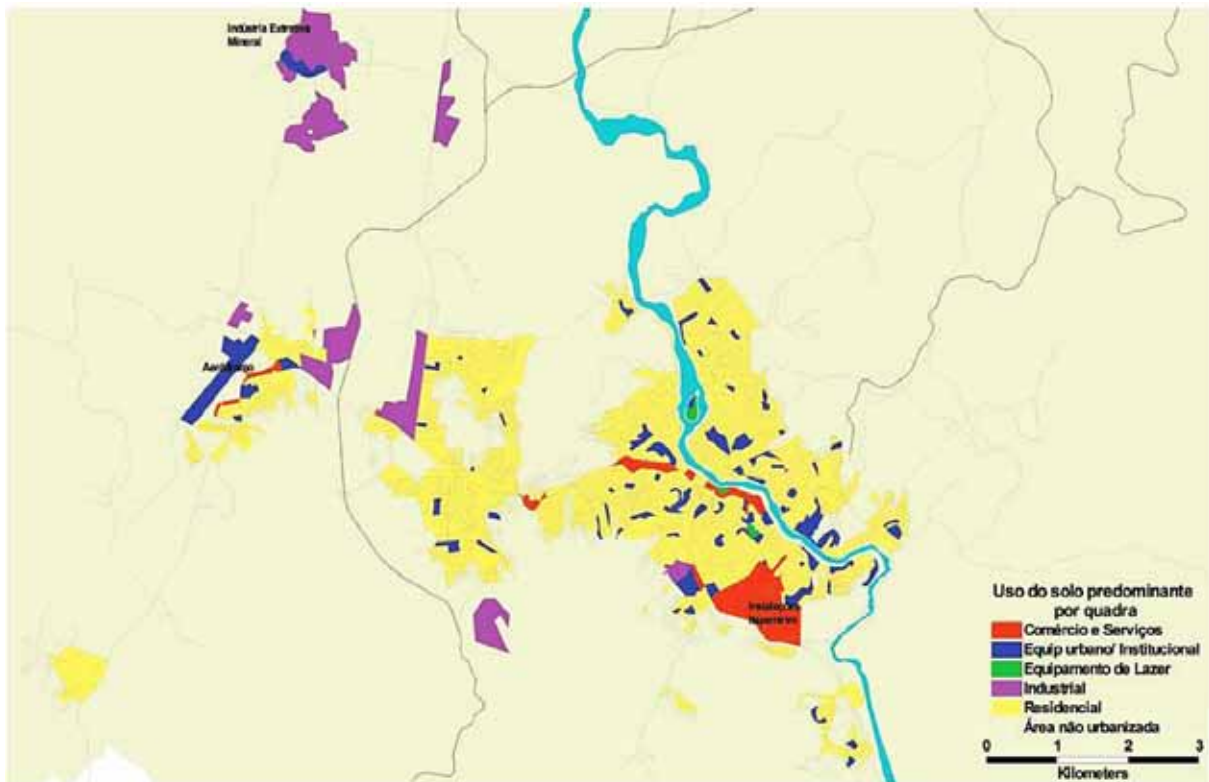 Indústria Extrativa
Mineral
Uso do solo predominante
por quadra
Comércio e Serviços
Equip urbano/ Institucional
Equipamento de Lazer
Industrial
Residencial
Área não urbanizada
0 1 2 3
Kilometers